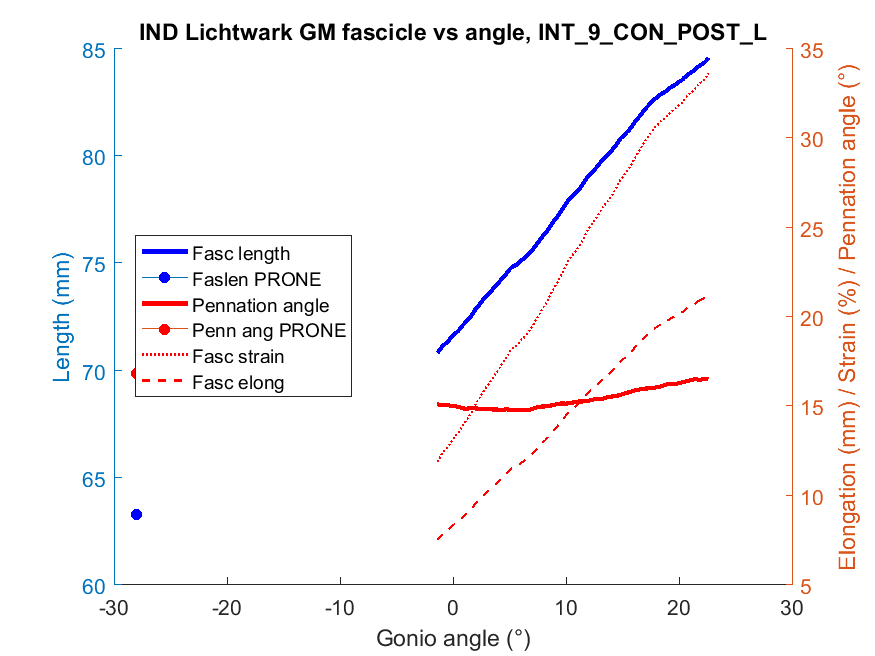 IND Lichtwark GM fascicle vs angle, INT_9_CON_POST_L
85
80
75
70
65
60
Length (mm)
Fasc length
Faslen PRONE
Pennation angle
Penn ang PRONE
Fasc strain
Fasc elong
35
30
25
20
15
10
5
Elongation (mm) / Strain (%) / Pennation angle (°)
-30 -20 -10 0 10 20 30
Gonio angle (°)